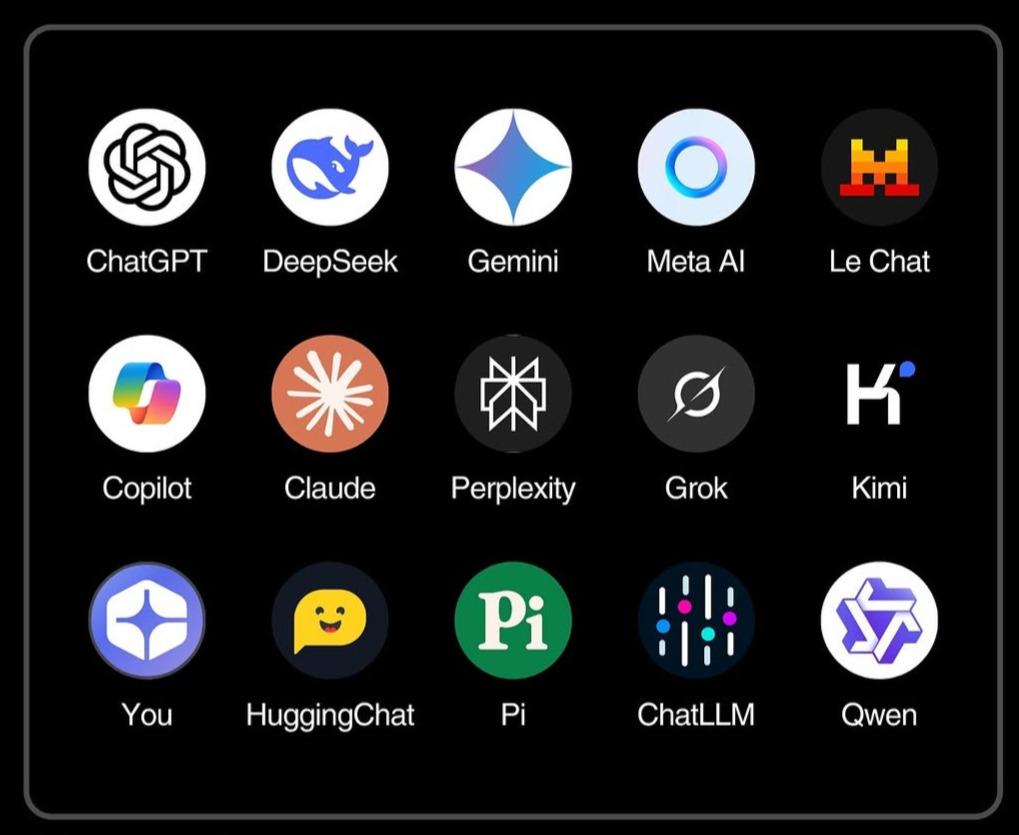 ChatGPT
DeepSeek
Gemini
Meta AI
Le Chat
Copilot
Claude
Perplexity
Grok
Kimi
You
HuggingChat
Pi
Pi
ChatLLM
Qwen